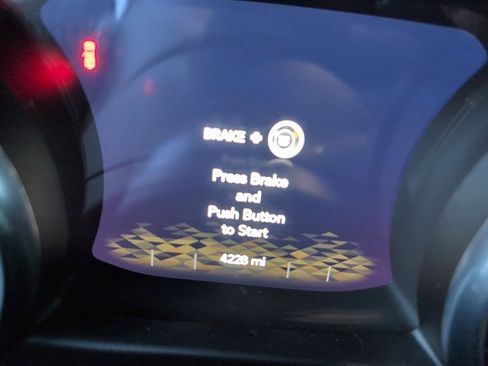 BRAKE +
Press Brake
and
Push Button
to Start
4228 mi